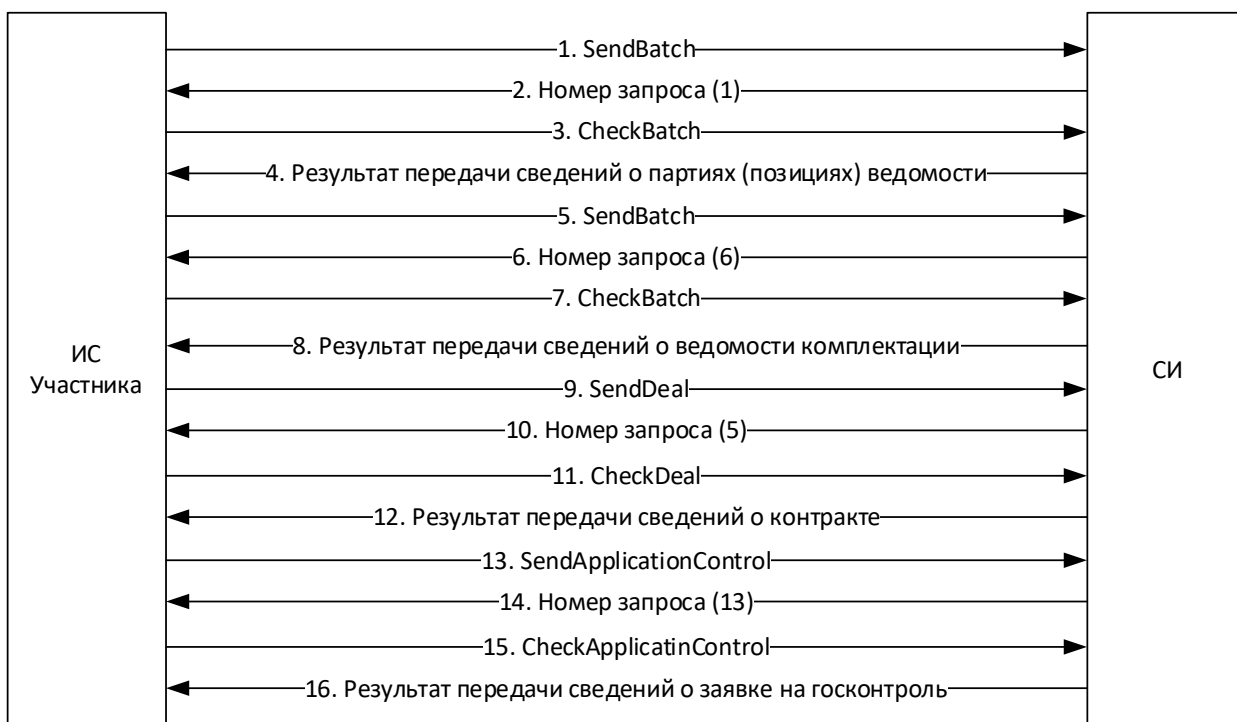 1. SendBatch
2. Номер запроса (1)
3. CheckBatch
4. Результат передачи сведений о партиях (позициях) ведомости
5. SendBatch
6. Номер запроса (6)
7. CheckBatch
8. Результат передачи сведений о ведомости комплектации
ИС
Участника
СИ
9. SendDeal
10. Номер запроса (5)
11. CheckDeal
12. Результат передачи сведений о контракте
13. SendApplicationControl
14. Номер запроса (13)
15. CheckApplicatinControl
16. Результат передачи сведений о заявке на госконтроль